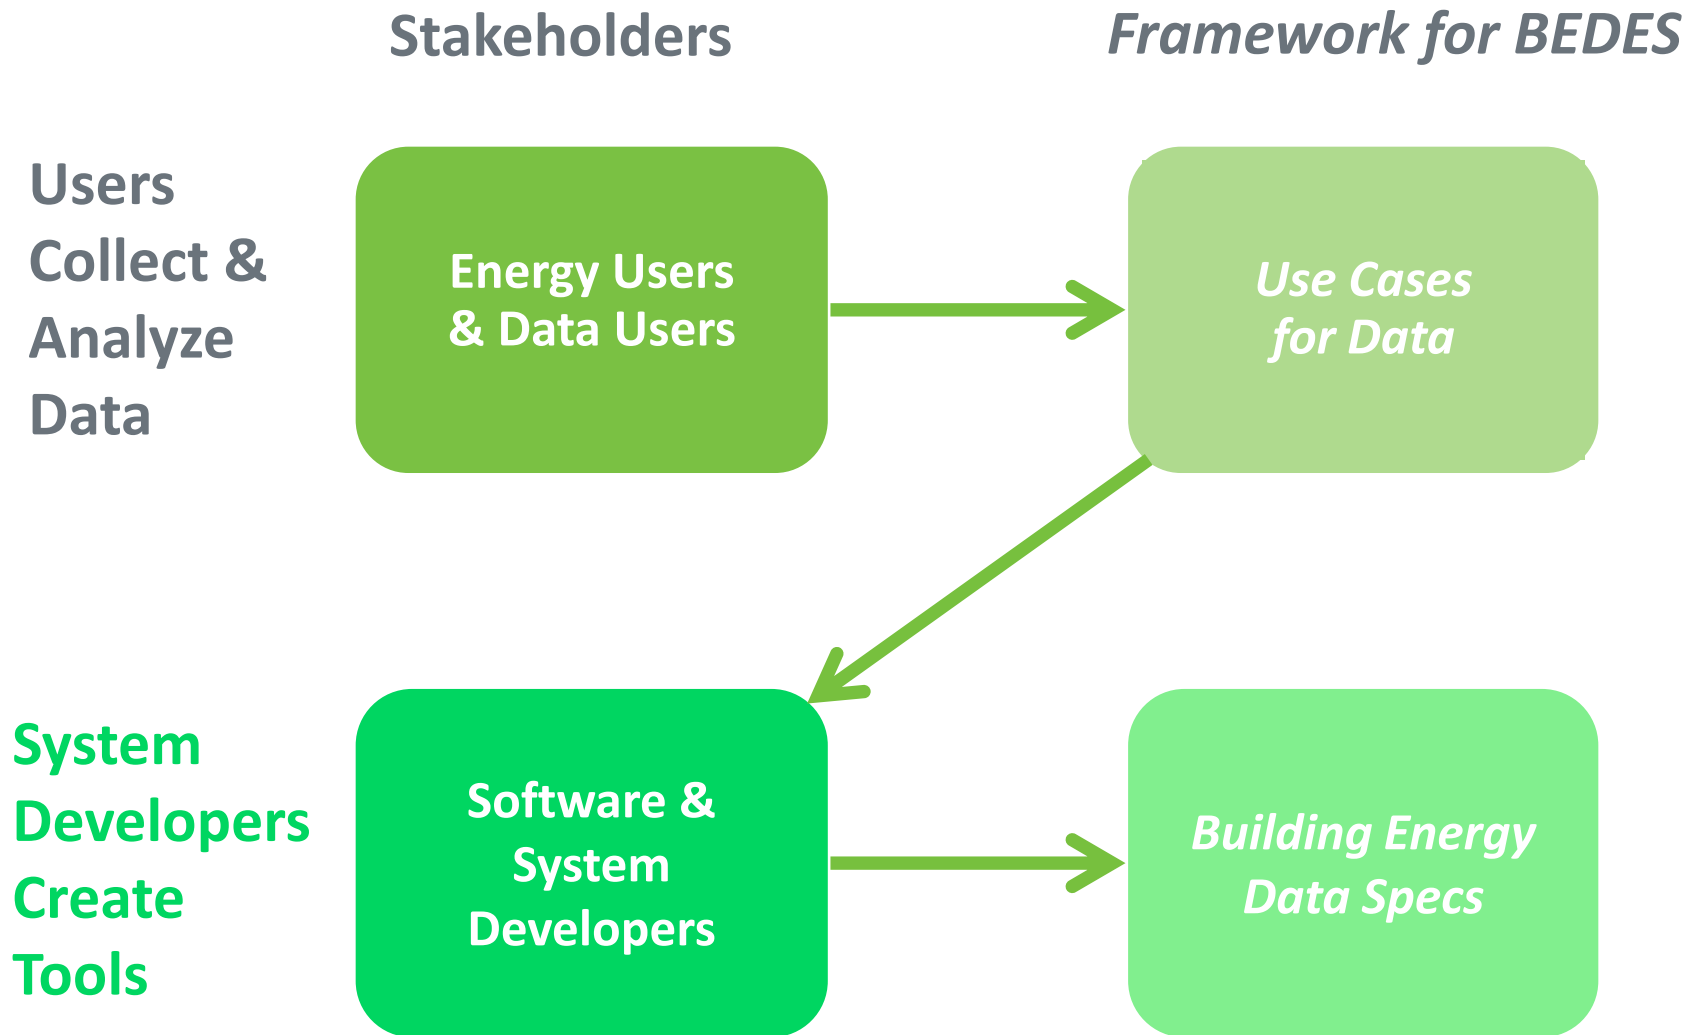 Stakeholders
Framework for BEDES
Users
Collect &
Analyze
Data
Energy Users
& Data Users
Use Cases
for Data
System
Developers
Create
Tools
Software &
System
Developers
Building Energy
Data Specs